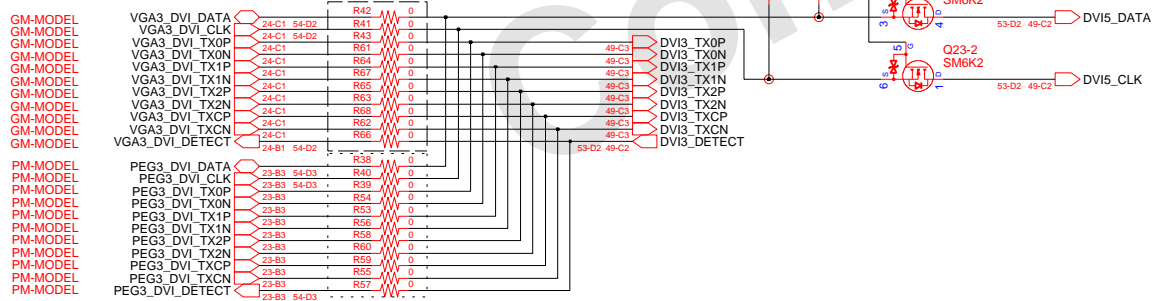 SM6K2
GM-MODEL VGA3_DVI_DATA 24-C1 54-D2 R42 0 3 S D 4 53-D2 49-C2 DVI5_DATA
GM-MODEL VGA3_DVI_CLK 24-C1 54-D2 R41 0
GM-MODEL VGA3_DVI_TX0P 24-C1 R43 0 49-C3 DVI3_TX0P
GM-MODEL VGA3_DVI_TX0N 24-C1 R61 0 49-C3 DVI3_TX0N
GM-MODEL VGA3_DVI_TX1P 24-C1 R64 0 49-C3 DVI3_TX1P
GM-MODEL VGA3_DVI_TX1N 24-C1 R67 0 49-C3 DVI3_TX1N
GM-MODEL VGA3_DVI_TX2P 24-C1 R65 0 49-C3 DVI3_TX2P
GM-MODEL VGA3_DVI_TX2N 24-C1 R63 0 49-C3 DVI3_TX2N
GM-MODEL VGA3_DVI_TXCP 24-C1 R68 0 49-C3 DVI3_TXCP
GM-MODEL VGA3_DVI_TXCN 24-C1 R62 0 49-C3 DVI3_TXCN
GM-MODEL VGA3_DVI_DETECT 24-B1 54-D2 R66 0 53-D2 49-C2 DVI3_DETECT
5 G Q23-2
SM6K2
6 S D 1 53-D2 49-C2 DVI5_CLK
PM-MODEL PEG3_DVI_DATA 23-B3 54-D3 R38 0
PM-MODEL PEG3_DVI_CLK 23-B3 54-D3 R40 0
PM-MODEL PEG3_DVI_TX0P 23-B3 R39 0
PM-MODEL PEG3_DVI_TX0N 23-B3 R54 0
PM-MODEL PEG3_DVI_TX1P 23-B3 R53 0
PM-MODEL PEG3_DVI_TX1N 23-B3 R56 0
PM-MODEL PEG3_DVI_TX2P 23-B3 R58 0
PM-MODEL PEG3_DVI_TX2N 23-B3 R60 0
PM-MODEL PEG3_DVI_TXCP 23-B3 R59 0
PM-MODEL PEG3_DVI_TXCN 23-B3 R55 0
PM-MODEL PEG3_DVI_DETECT 23-B3 54-D3 R57 0